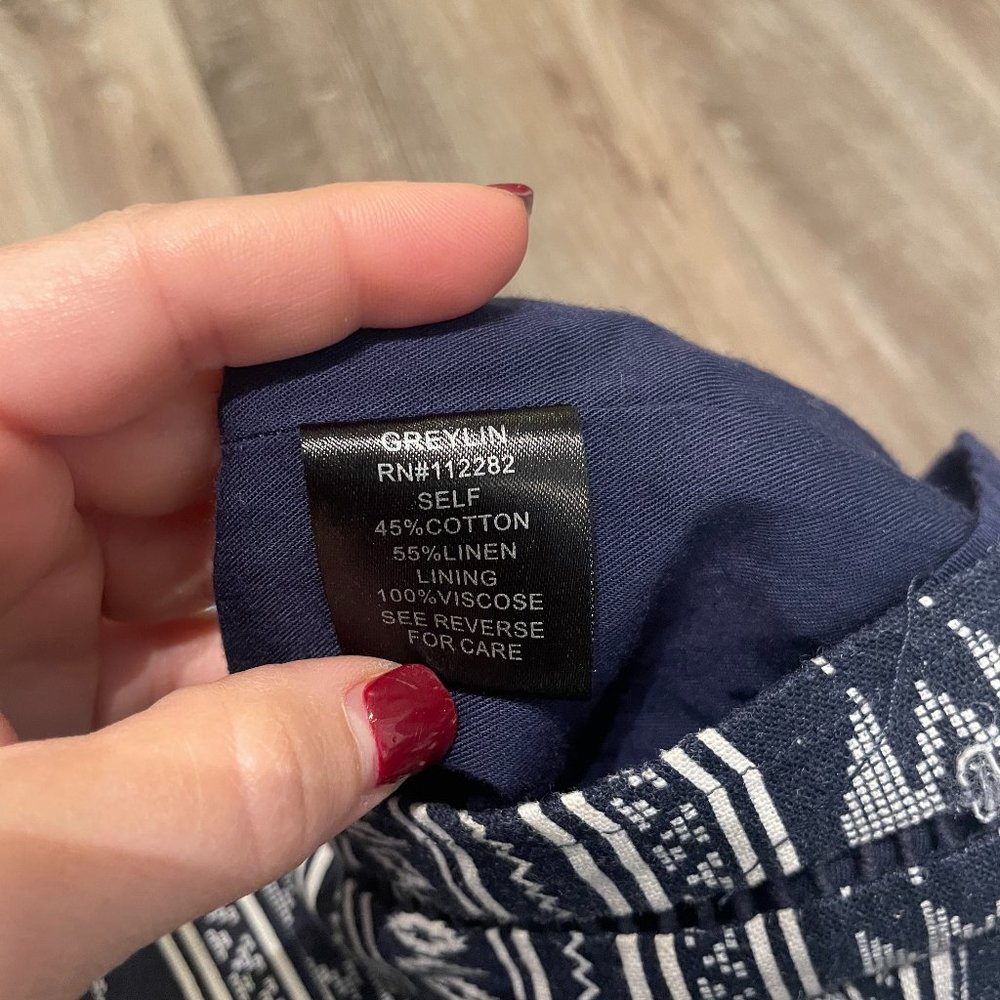 GREYLIN
RN#112282
SELF
45%COTTON
55%LINEN
LINING
100%VISCOSE
SEE REVERSE
FOR CARE